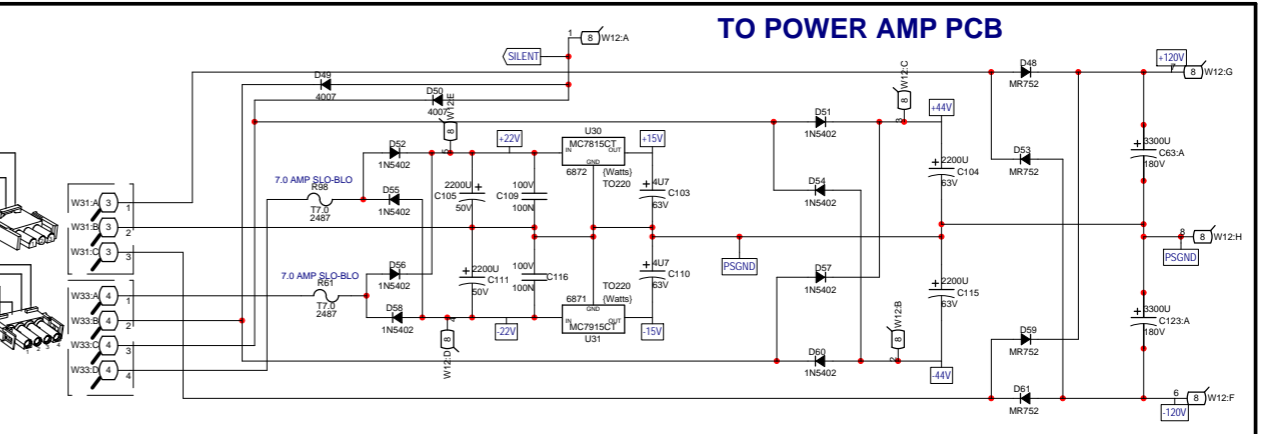 TO POWER AMP PCB
1
8
W12:A
SILENT
D49
4007
D50
4007
W12:E
8
5
W12:C
8
3
D51
1N5402
+44V
D48
MR752
+120V
7
8
W12:G
D52
1N5402
+22V
U30
MC7815CT
IN
OUT
GND
+15V
6872
{Watts}
TO220
D53
MR752
3300U
C63:A
180V
7.0 AMP SLO-BLO
R98
T7.0
2487
D55
1N5402
2200U
C105
50V
100V
C109
100N
4U7
C103
63V
D54
1N5402
2200U
C104
63V
W31:A
3
1
W31:B
3
2
W31:C
3
3
PSGND
8
8
W12:H
PSGND
7.0 AMP SLO-BLO
R61
T7.0
2487
D56
1N5402
2200U
C111
50V
100V
C116
100N
4U7
C110
63V
D57
1N5402
2200U
C115
63V
3300U
C123:A
180V
W33:A
4
1
W33:B
4
2
W33:C
4
3
W33:D
4
4
1 2 3 4
D58
1N5402
4
8
W12:D
-22V
TO220
{Watts}
6871
GND
IN
OUT
MC7915CT
U31
-15V
W12:B
8
2
D59
MR752
D60
1N5402
-44V
D61
MR752
6
8
W12:F
-120V